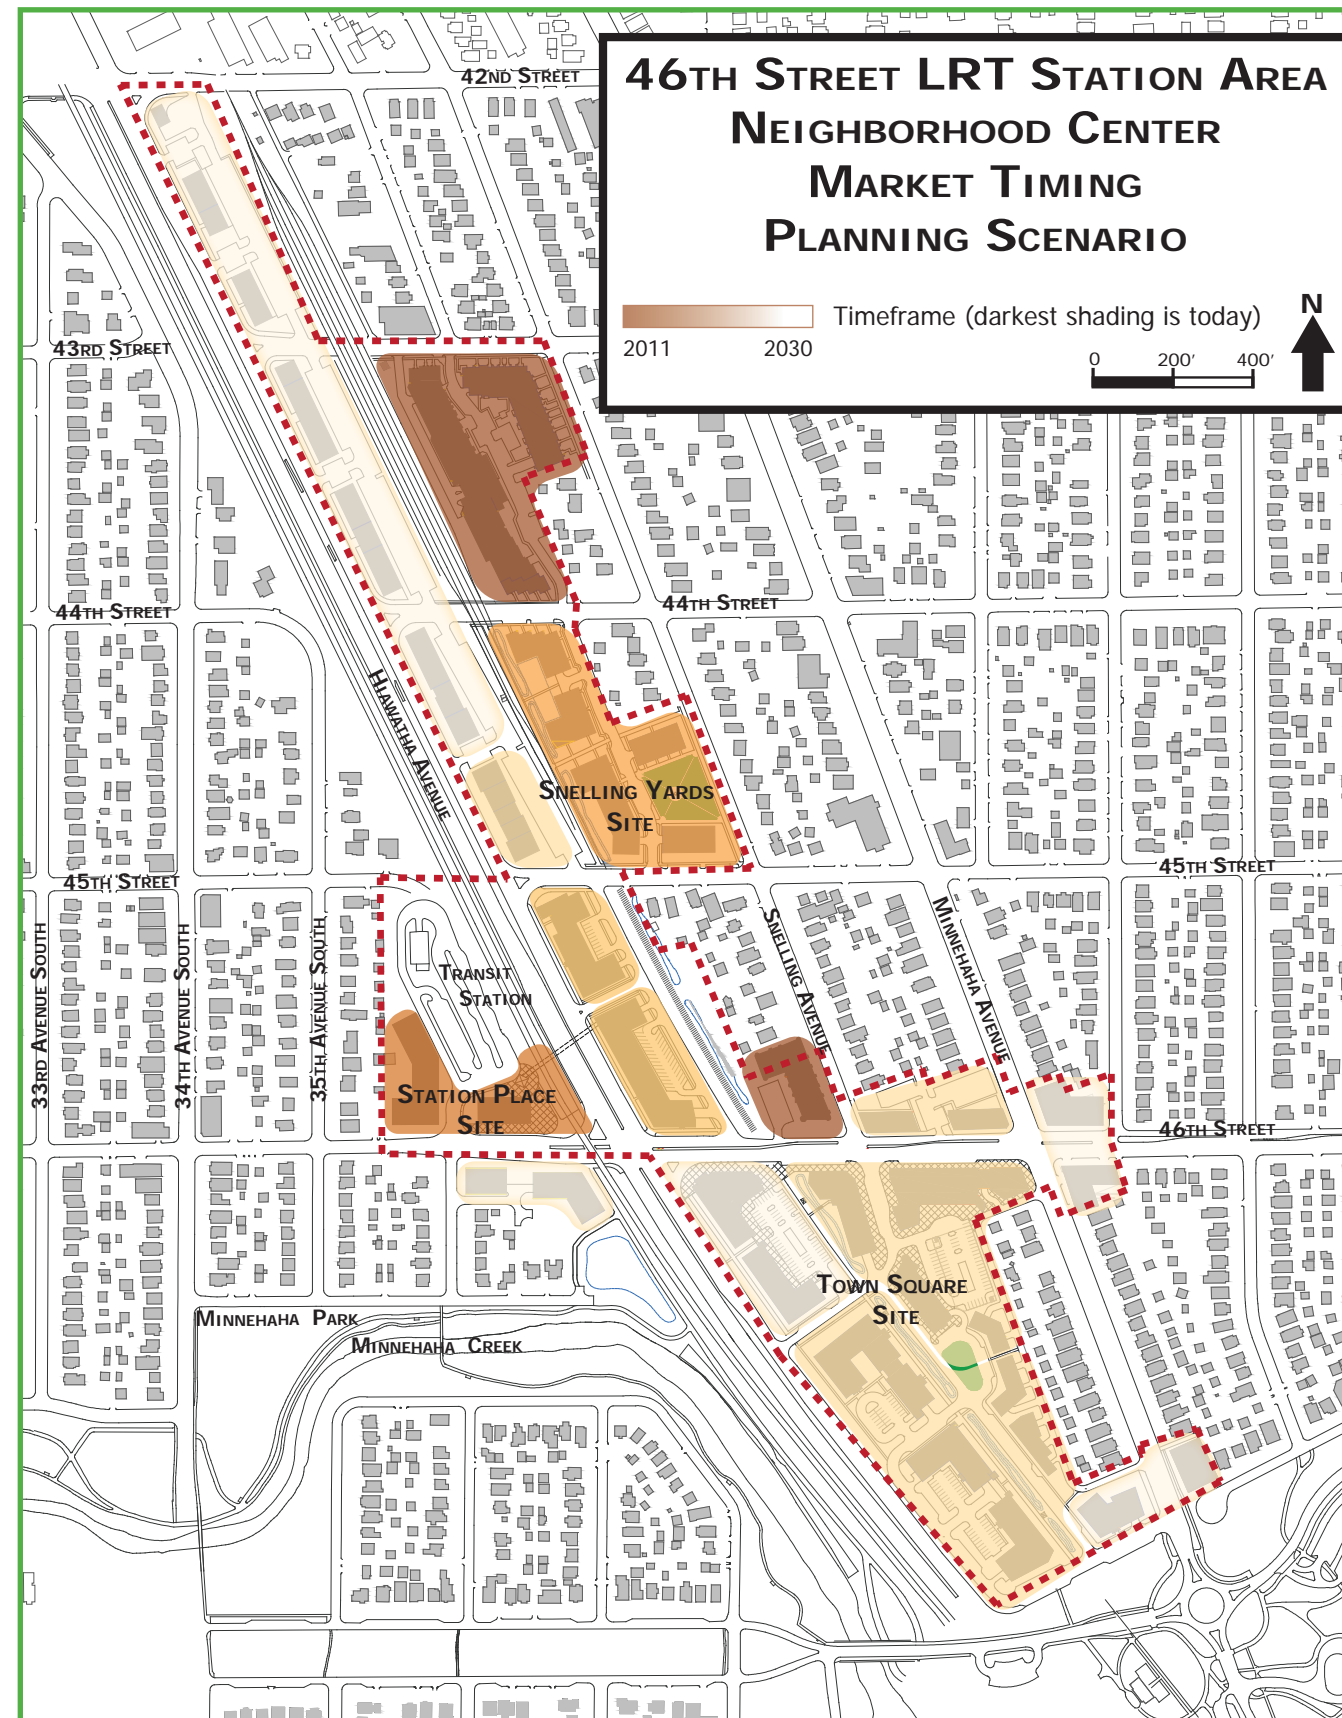 46TH STREET LRT STATION AREA
NEIGHBORHOOD CENTER
MARKET TIMING
PLANNING SCENARIO
Timeframe (darkest shading is today)
2011 2030
N
0 200' 400'
42ND STREET
43RD STREET
44TH STREET
44TH STREET
HIAWATHA AVENUE
SNELLING YARDS
SITE
45TH STREET
45TH STREET
33RD AVENUE SOUTH
34TH AVENUE SOUTH
35TH AVENUE SOUTH
TRANSIT
STATION
SNELLING AVENUE
MINNEHAHA AVENUE
STATION PLACE
SITE
46TH STREET
TOWN SQUARE
SITE
MINNEHAHA PARK
MINNEHAHA CREEK